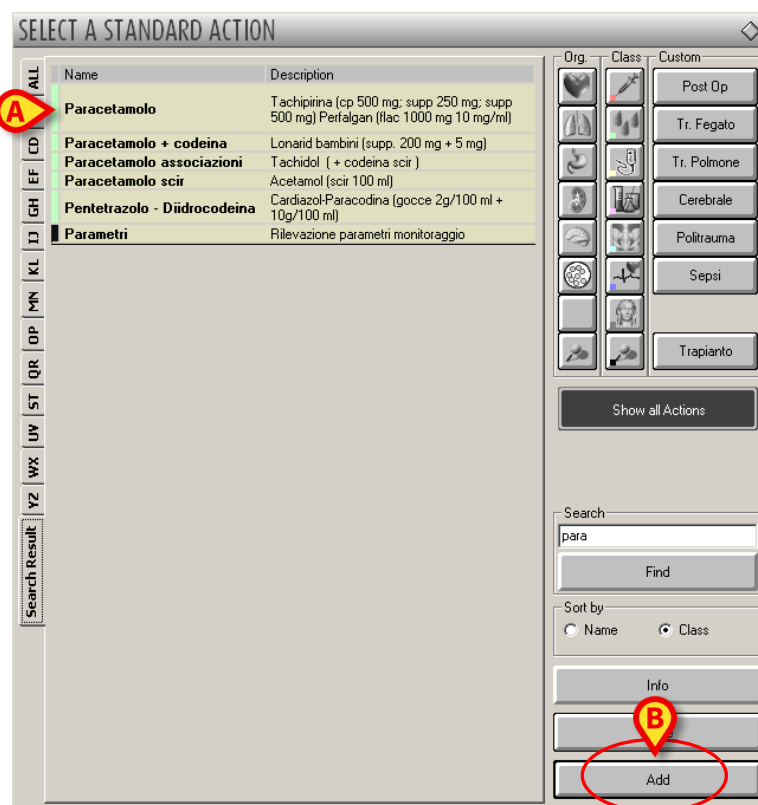 SELECT A STANDARD ACTION
ALL
CD
EF
GH
IJ
KL
MN
OP
QR
ST
UV
WX
YZ
Search Result
A
Name Description
Paracetamolo
Tachipirina (cp 500 mg; supp 250 mg; supp
500 mg) Perfalgan (flac 1000 mg 10 mg/ml)
Paracetamolo + codeina Lonarid bambini (supp. 200 mg + 5 mg)
Paracetamolo associazioni Tachidol ( + codeina scir )
Paracetamolo scir Acetamol (scir 100 ml)
Pentetrazolo - Diidrocodeina
Cardiazol-Paracodina (gocce 2g/100 ml +
10g/100 ml)
Parametri Rilevazione parametri monitoraggio
Org. Class Custom
Post Op
Tr. Fegato
Tr. Polmone
Cerebrale
Politrauma
Sepsi
Trapianto
Show all Actions
Search
para
Find
Sort by
Name Class
Info
B
Add